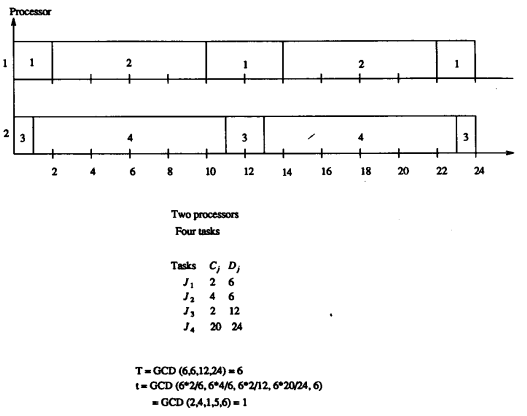 Processor
1 1 2 1 2 1
2 3 4 3 4 3
2 4 6 8 10 12 14 16 18 20 22 24
Two processors
Four tasks
Tasks Cj Dj
J1 2 6
J2 4 6
J3 2 12
J4 20 24
T = GCD (6,6,12,24) = 6
t = GCD (6*2/6, 6*4/6, 6*2/12, 6*20/24, 6)
= GCD (2,4,1,5,6) = 1